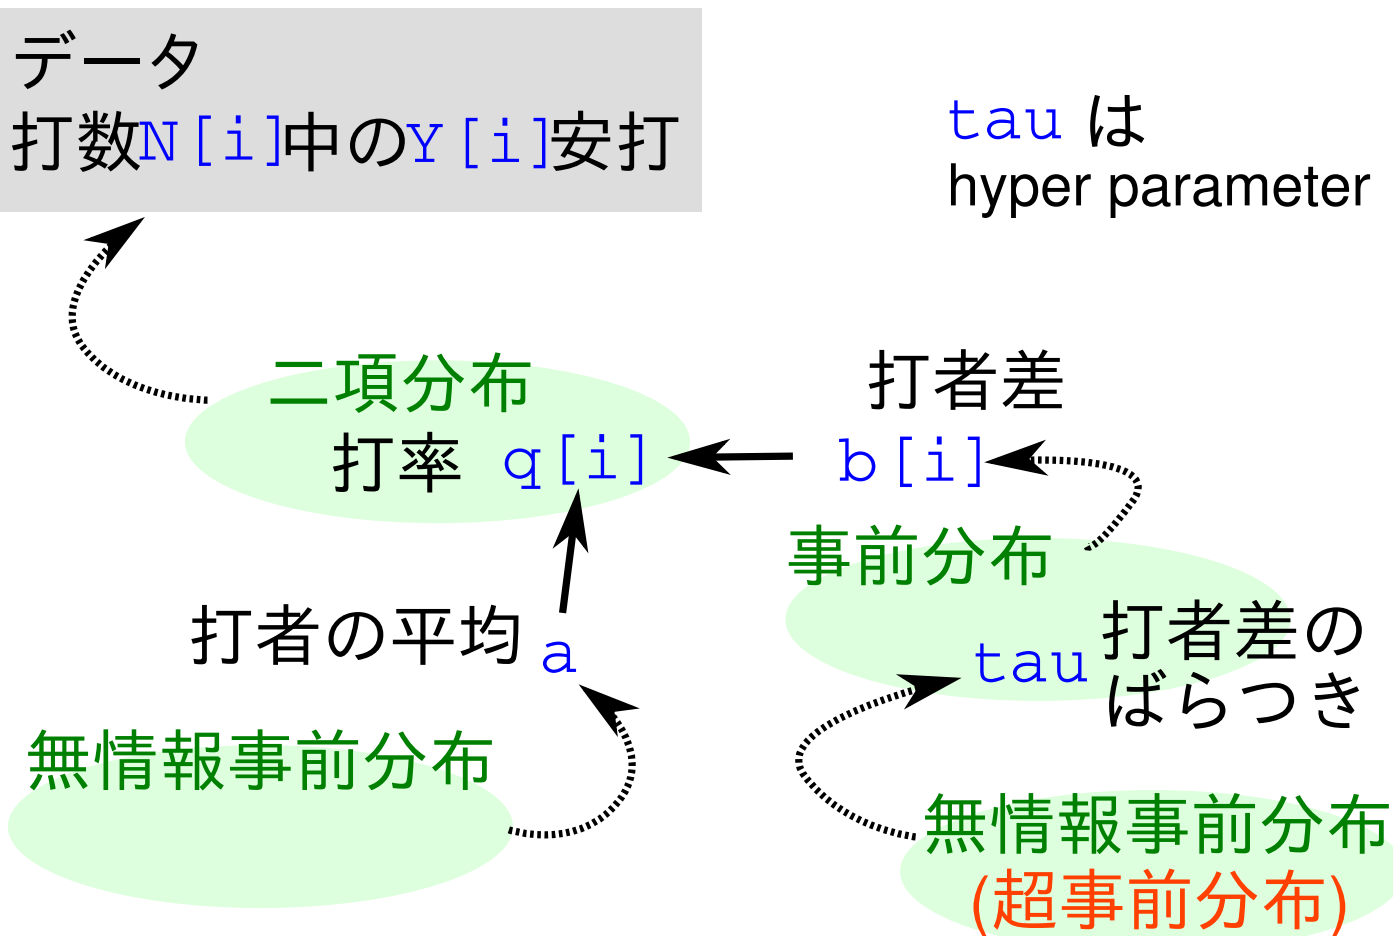 データ
打数N[i]中のY[i]安打
tau は
hyper parameter
二項分布
打率 q[i]
打者差
b[i]
事前分布
打者の平均 a
tau 打者差の
ばらつき
無情報事前分布
無情報事前分布
(超事前分布)